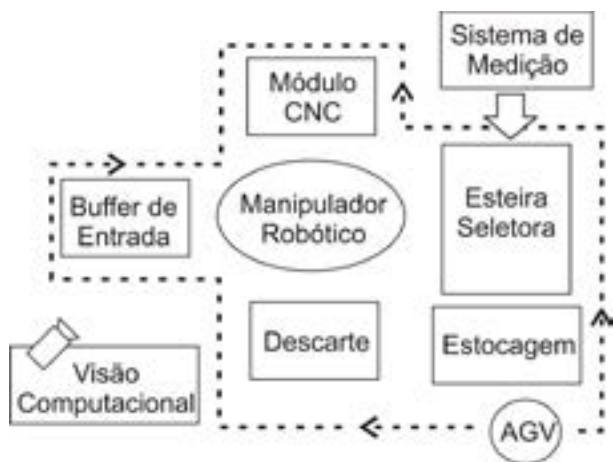 Sistema de
Medição
Módulo
CNC
Buffer de
Entrada
Manipulador
Robótico
Esteira
Seletora
Descarte
Estocagem
Visão
Computacional
AGV